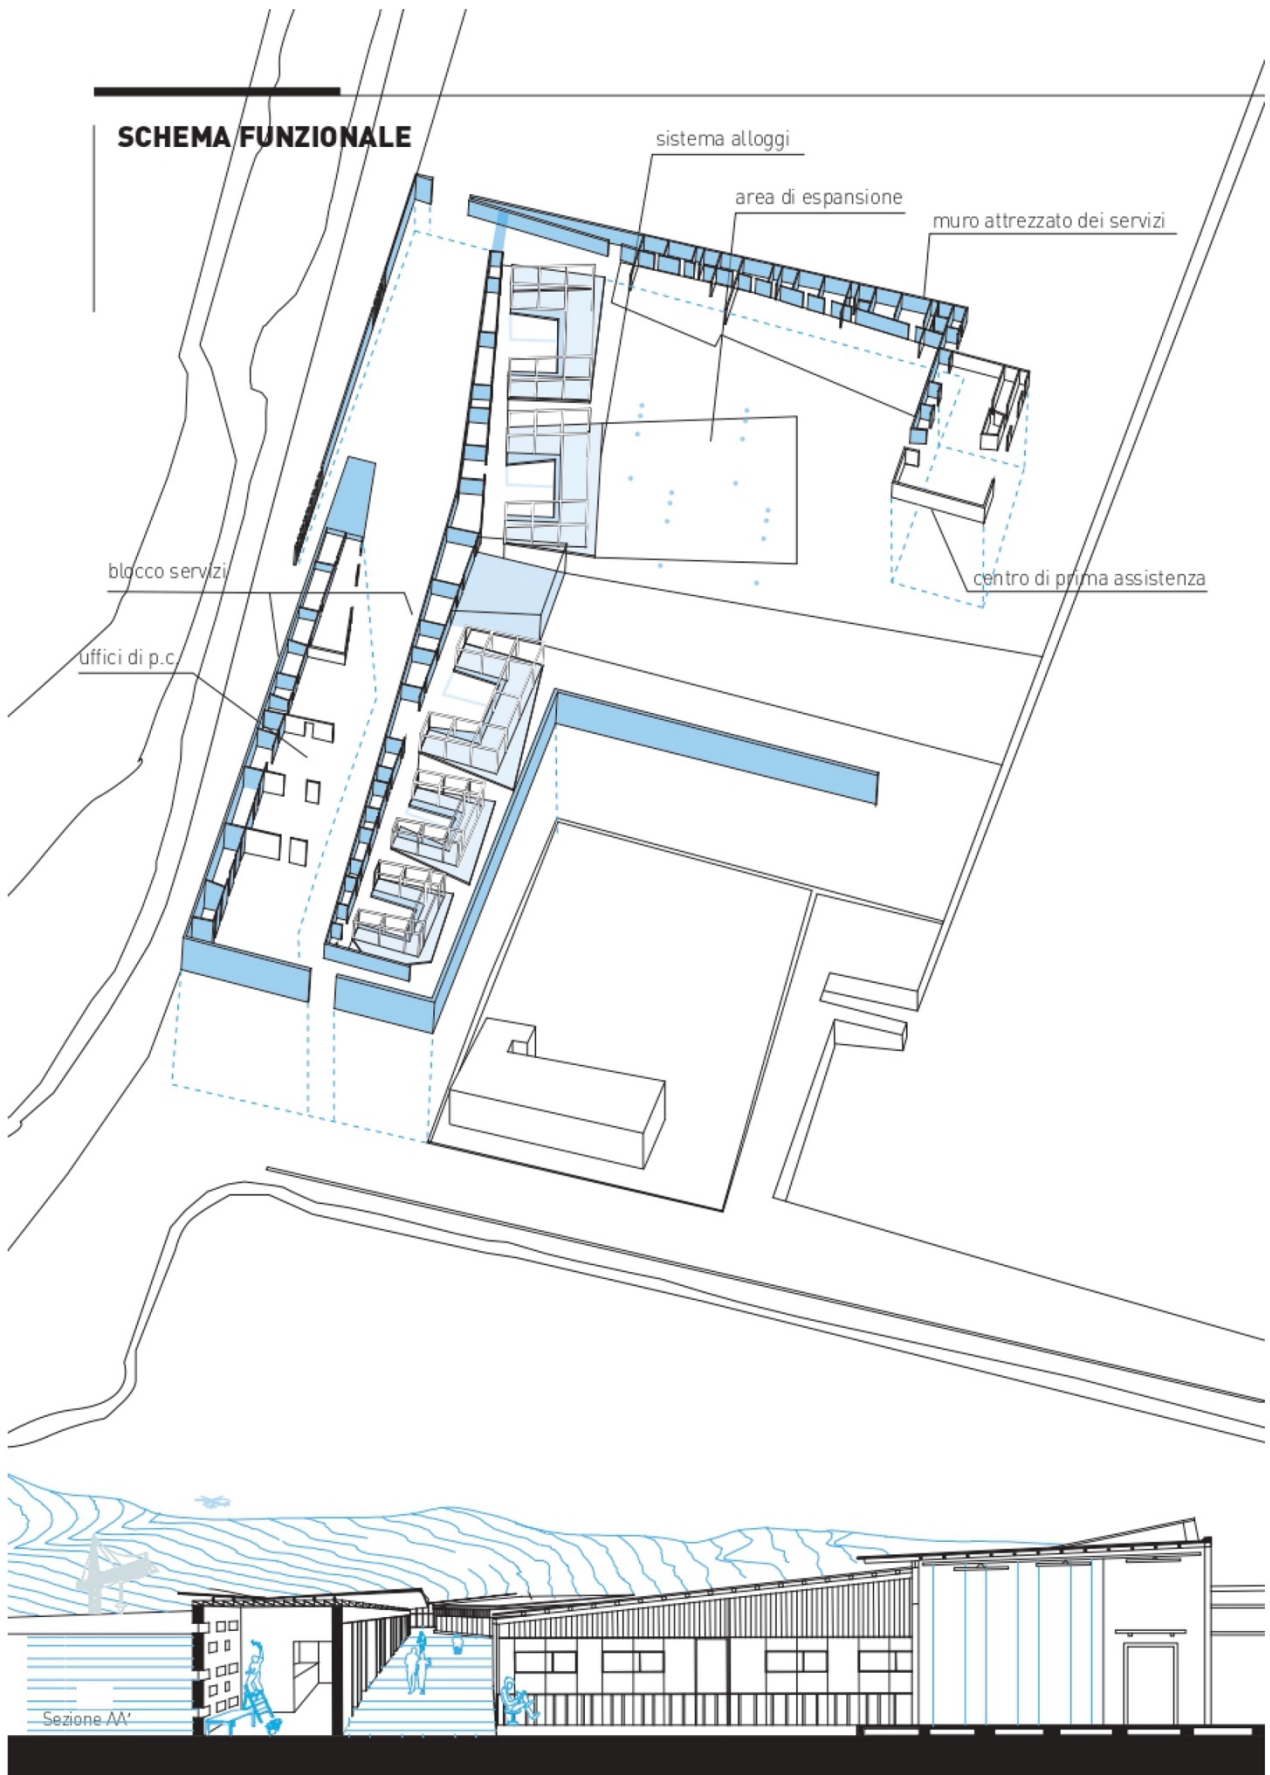 SCHEMA FUNZIONALE
sistema alloggi
area di espansione
muro attrezzato dei servizi
blocco servizi
centro di prima assistenza
uffici di p.c.
Sezione AA'